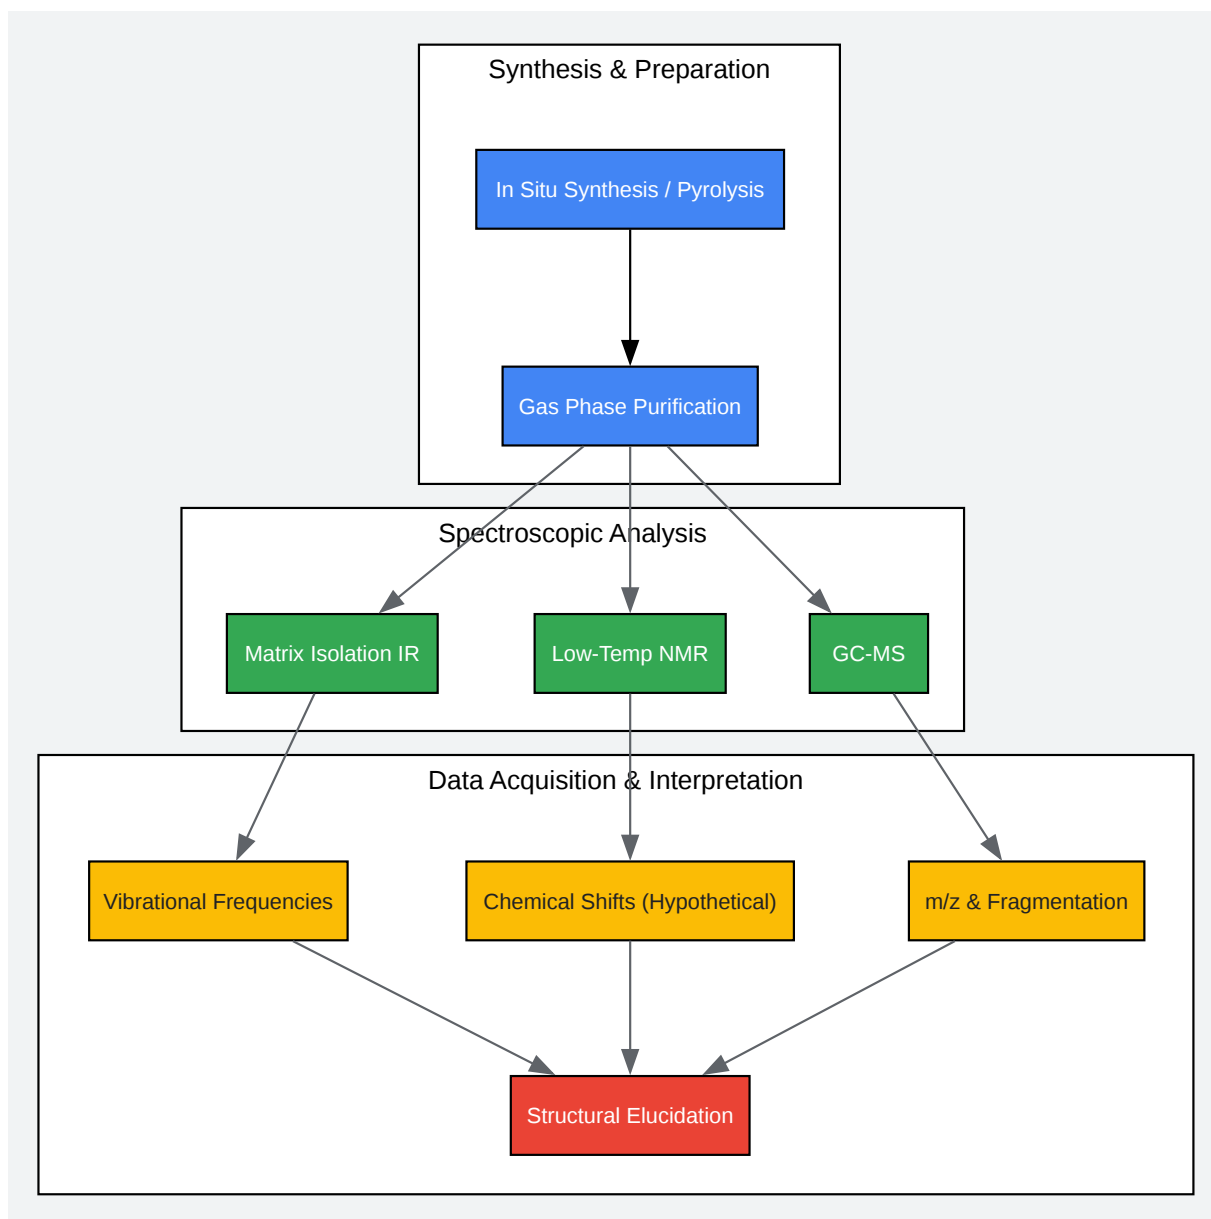 Synthesis & Preparation
In Situ Synthesis / Pyrolysis
Gas Phase Purification
Spectroscopic Analysis
Matrix Isolation IR
Low-Temp NMR
GC-MS
Data Acquisition & Interpretation
Vibrational Frequencies
Chemical Shifts (Hypothetical)
m/z & Fragmentation
Structural Elucidation